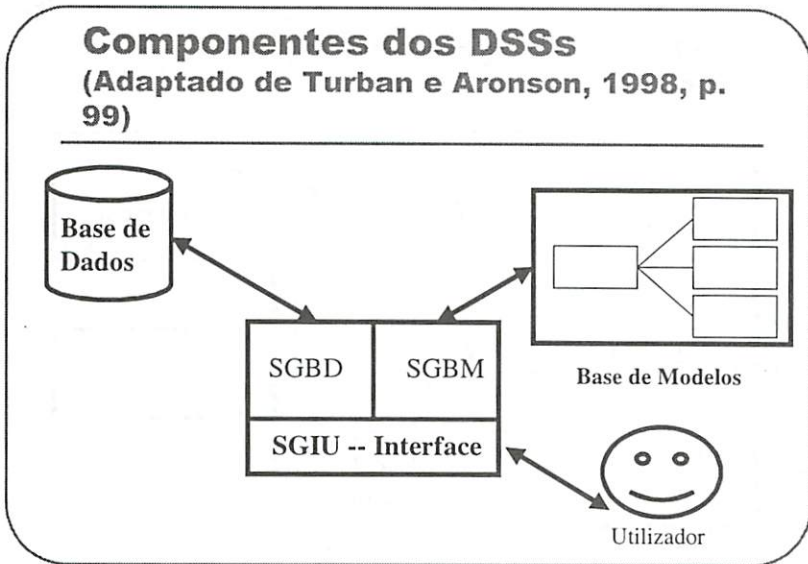 Componentes dos DSSs
(Adaptado de Turban e Aronson, 1998, p.
99)
Base de
Dados
SGBD
SGBM
Base de Modelos
SGIU -- Interface
Utilizador